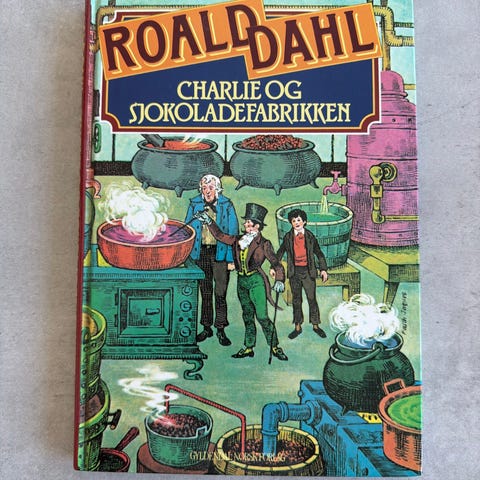 ROALD DAHL
CHARLIE OG
SJOKOLADEFABRIKKEN
GYLDENDAL NORSK FORLAG